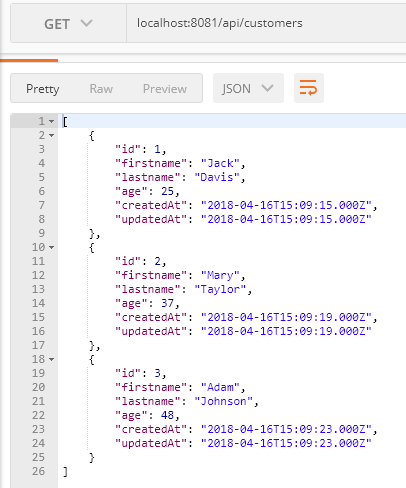 GET localhost:8081/api/customers
Pretty Raw Preview JSON
1 [
2 {
3 "id": 1,
4 "firstname": "Jack",
5 "lastname": "Davis",
6 "age": 25,
7 "createdAt": "2018-04-16T15:09:15.000Z",
8 "updatedAt": "2018-04-16T15:09:15.000Z"
9 },
10 {
11 "id": 2,
12 "firstname": "Mary",
13 "lastname": "Taylor",
14 "age": 37,
15 "createdAt": "2018-04-16T15:09:19.000Z",
16 "updatedAt": "2018-04-16T15:09:19.000Z"
17 },
18 {
19 "id": 3,
20 "firstname": "Adam",
21 "lastname": "Johnson",
22 "age": 48,
23 "createdAt": "2018-04-16T15:09:23.000Z",
24 "updatedAt": "2018-04-16T15:09:23.000Z"
25 }
26 ]